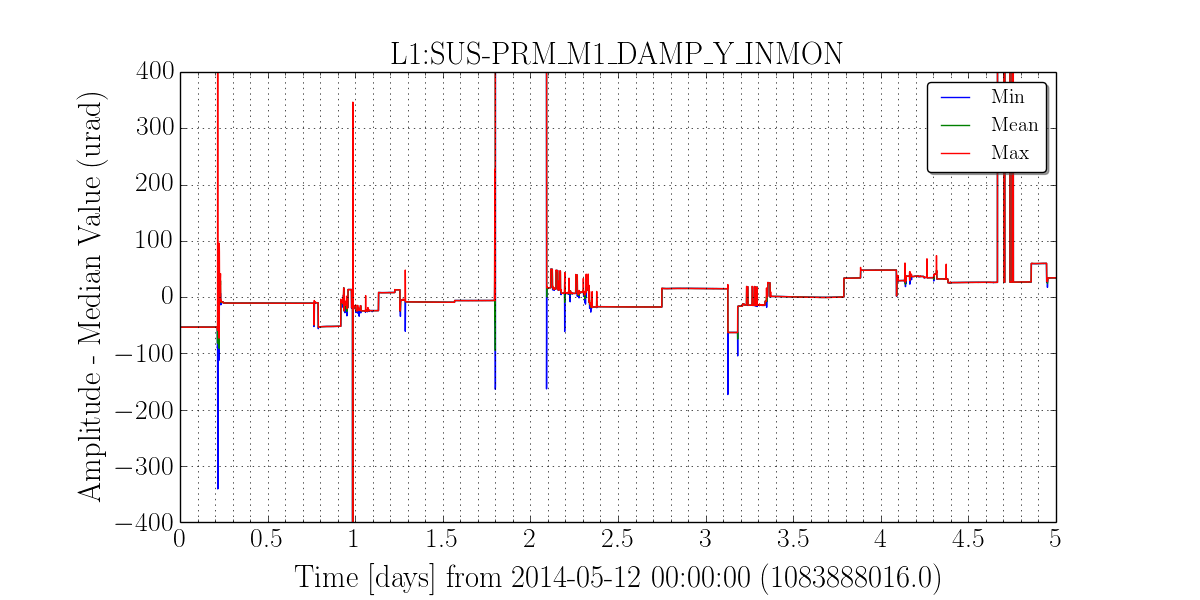 L1:SUS-PRM_M1_DAMP_Y_INMON
Amplitude - Median Value (urad)
400
300
200
100
0
−100
−200
−300
−400
Min
Mean
Max
0 0.5 1 1.5 2 2.5 3 3.5 4 4.5 5
Time [days] from 2014-05-12 00:00:00 (1083888016.0)